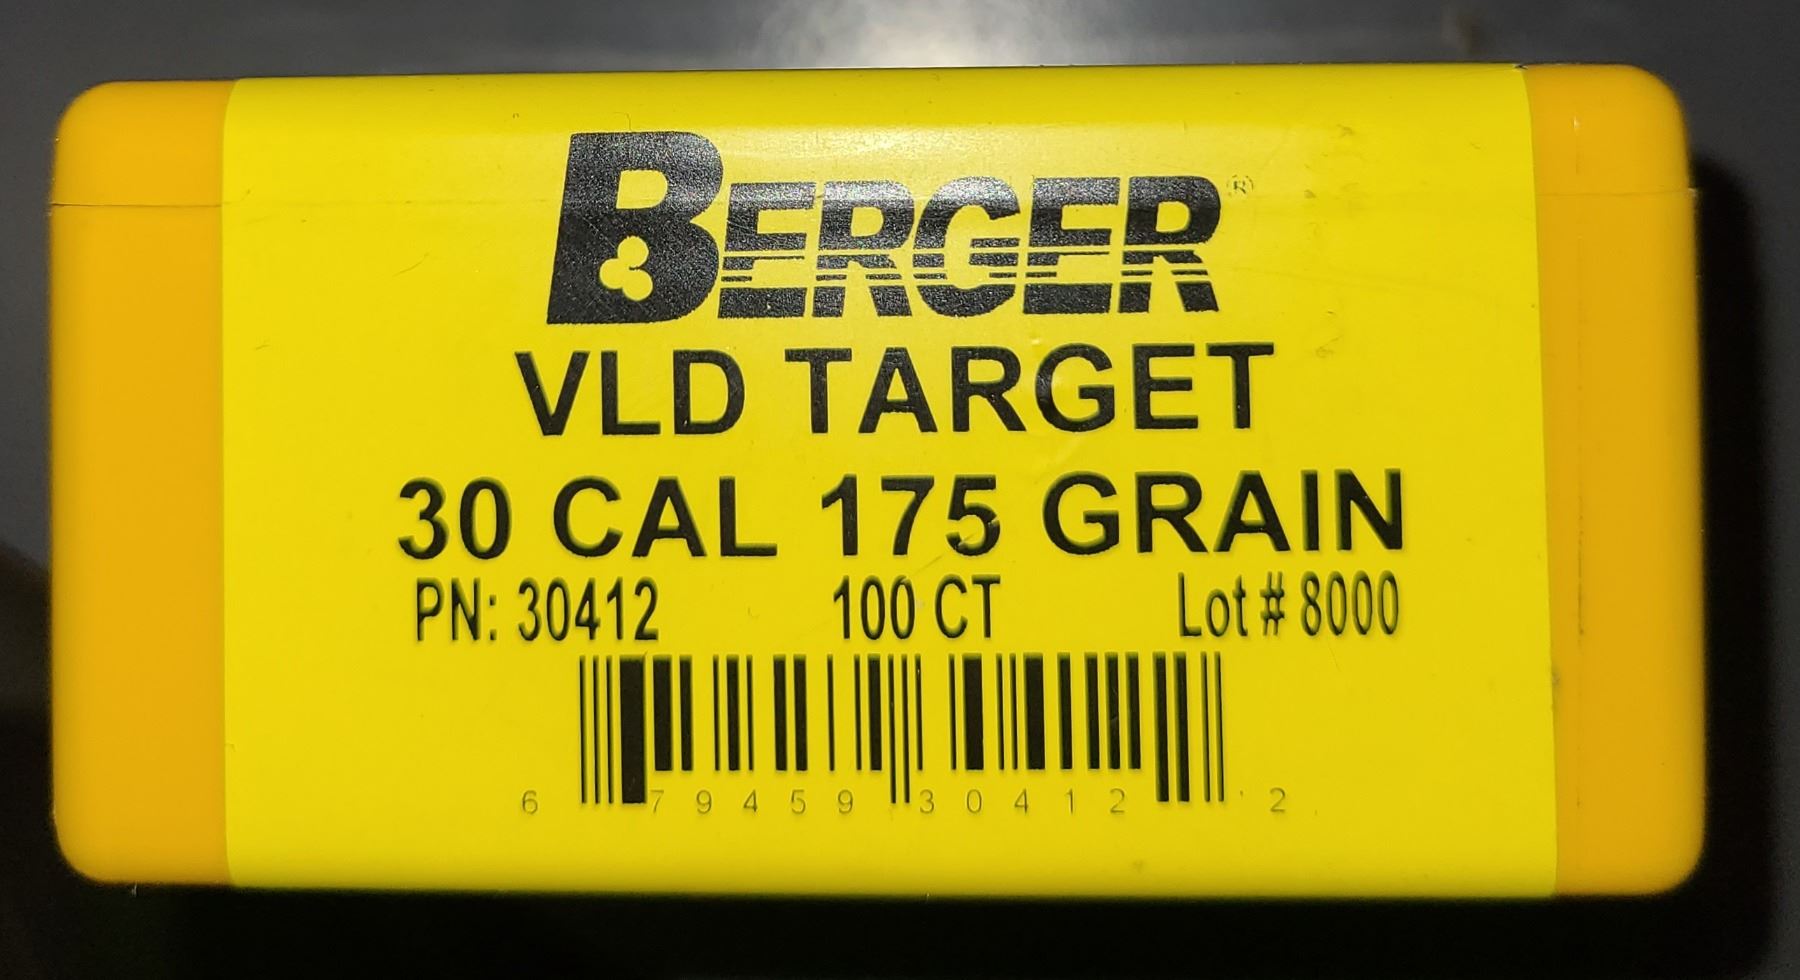 BERGER®
VLD TARGET
30 CAL 175 GRAIN
PN: 30412 100 CT Lot # 8000
6 79459 30412 2